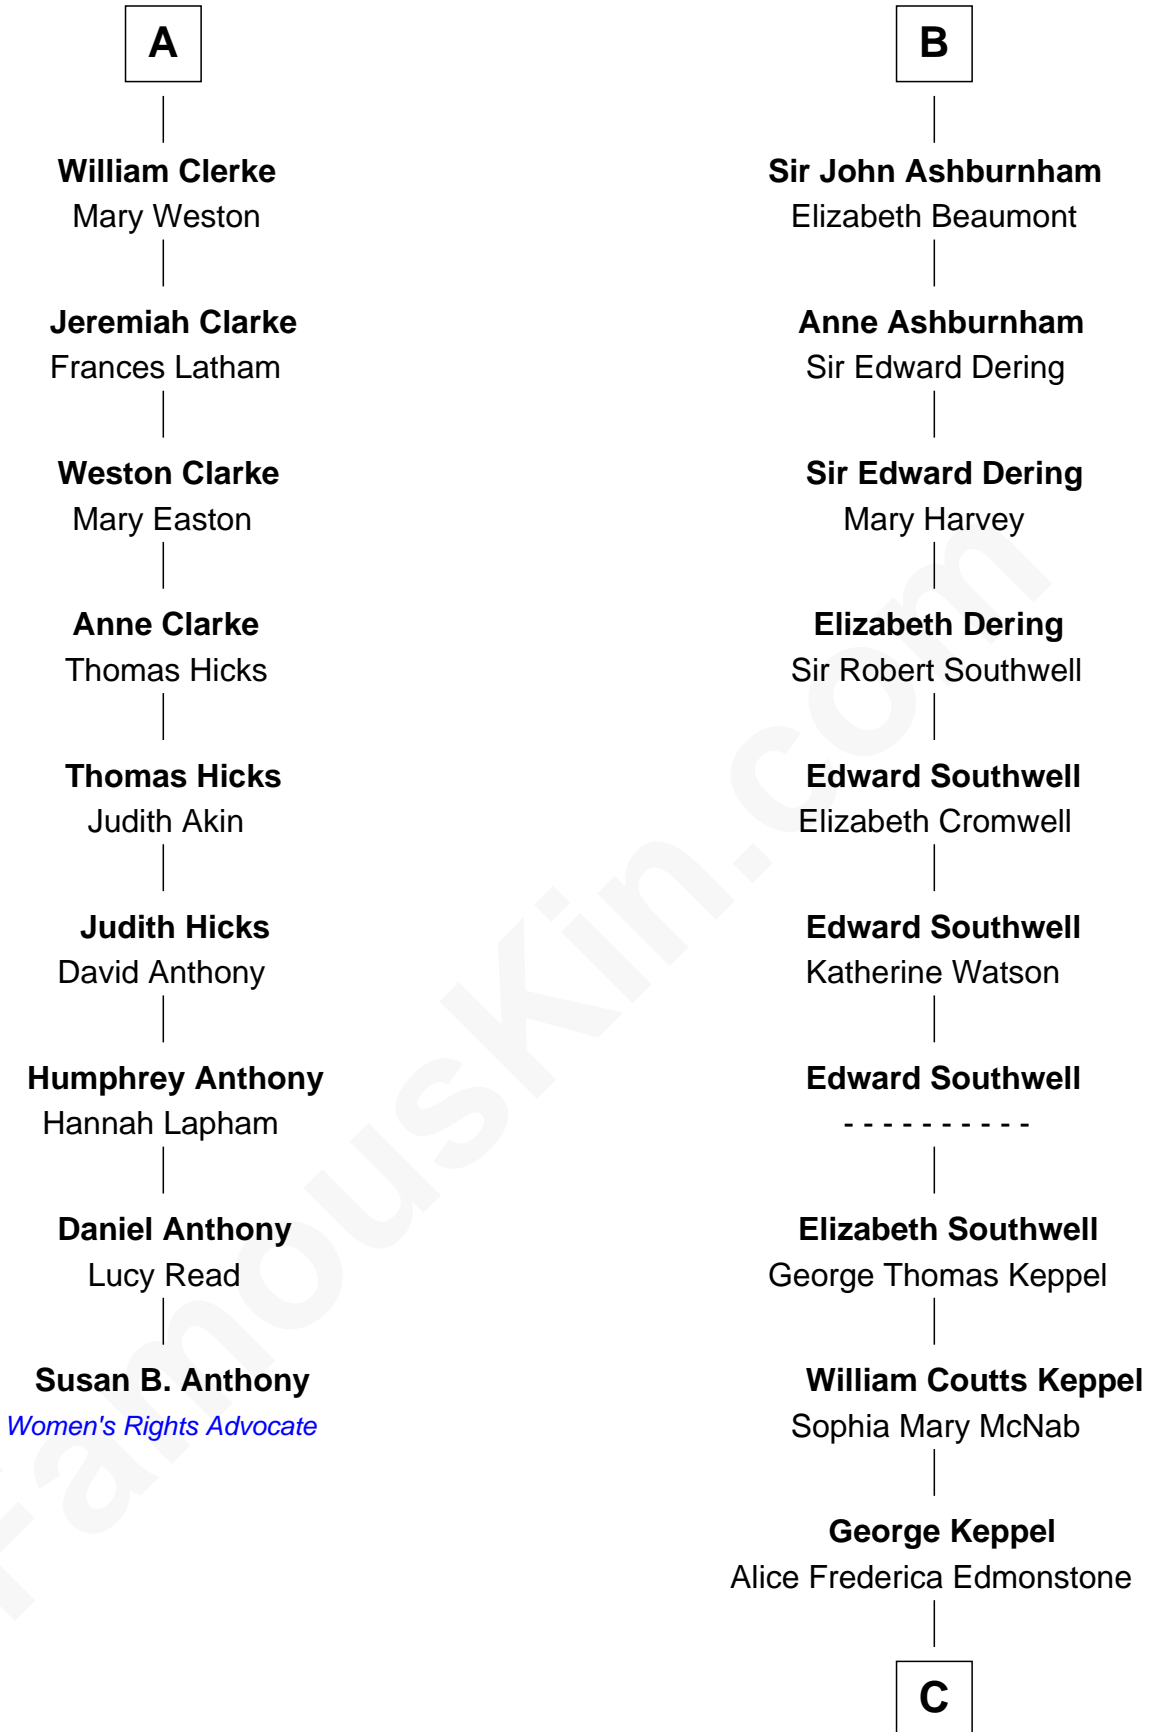 A
William Clerke
Mary Weston
Jeremiah Clarke
Frances Latham
Weston Clarke
Mary Easton
Anne Clarke
Thomas Hicks
Thomas Hicks
Judith Akin
Judith Hicks
David Anthony
Humphrey Anthony
Hannah Lapham
Daniel Anthony
Lucy Read
Susan B. Anthony
Women's Rights Advocate
B
Sir John Ashburnham
Elizabeth Beaumont
Anne Ashburnham
Sir Edward Dering
Sir Edward Dering
Mary Harvey
Elizabeth Dering
Sir Robert Southwell
Edward Southwell
Elizabeth Cromwell
Edward Southwell
Katherine Watson
Edward Southwell
- - - - - - - - - -
Elizabeth Southwell
George Thomas Keppel
William Coutts Keppel
Sophia Mary McNab
George Keppel
Alice Frederica Edmonstone
C
FamousKin.com